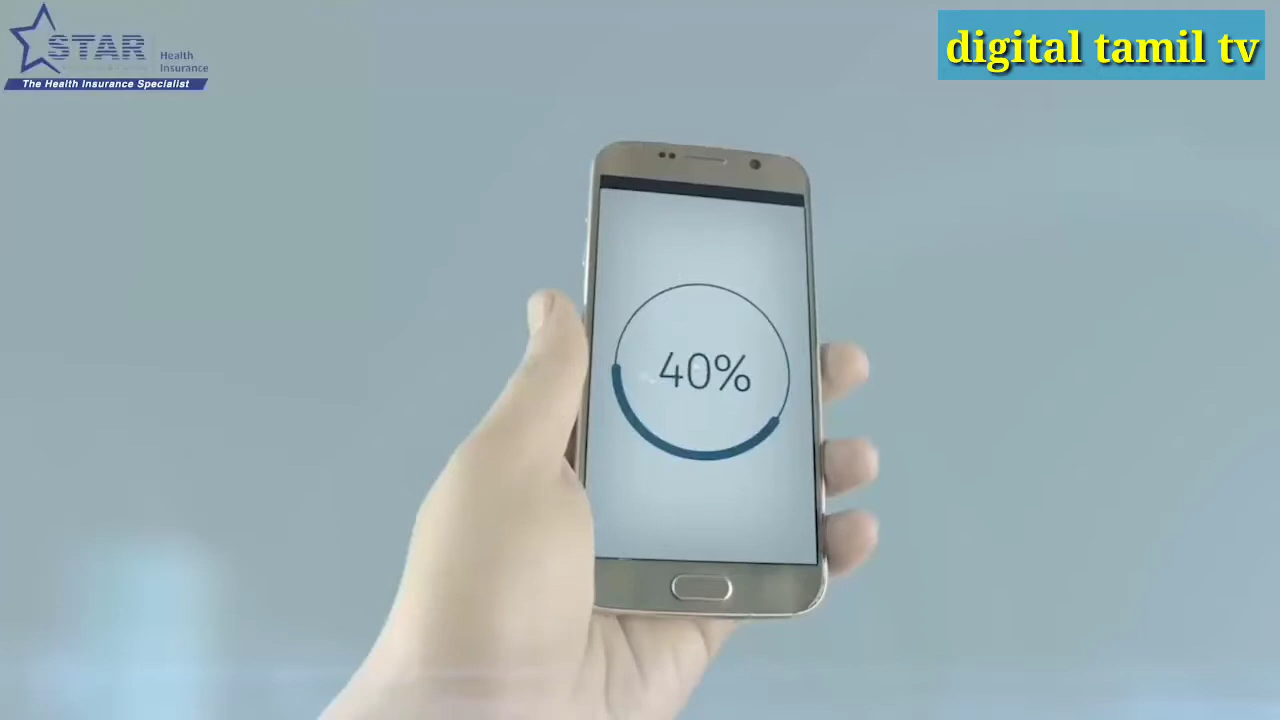 STAR
Health
Insurance
The Health Insurance Specialist
digital tamil tv
40%